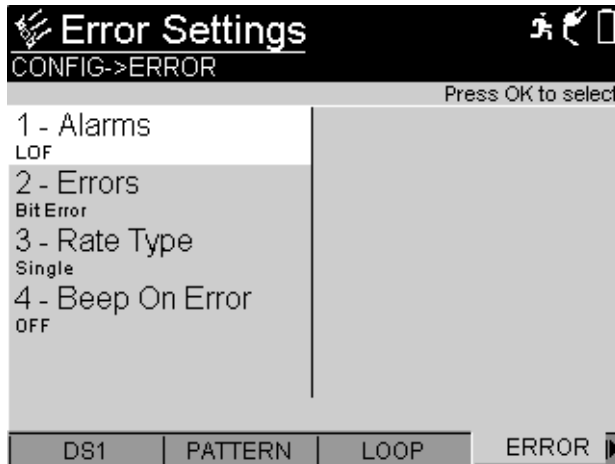 Error Settings
CONFIG->ERROR
Press OK to select
1 - Alarms
LOF
2 - Errors
Bit Error
3 - Rate Type
Single
4 - Beep On Error
OFF
DS1 PATTERN LOOP ERROR